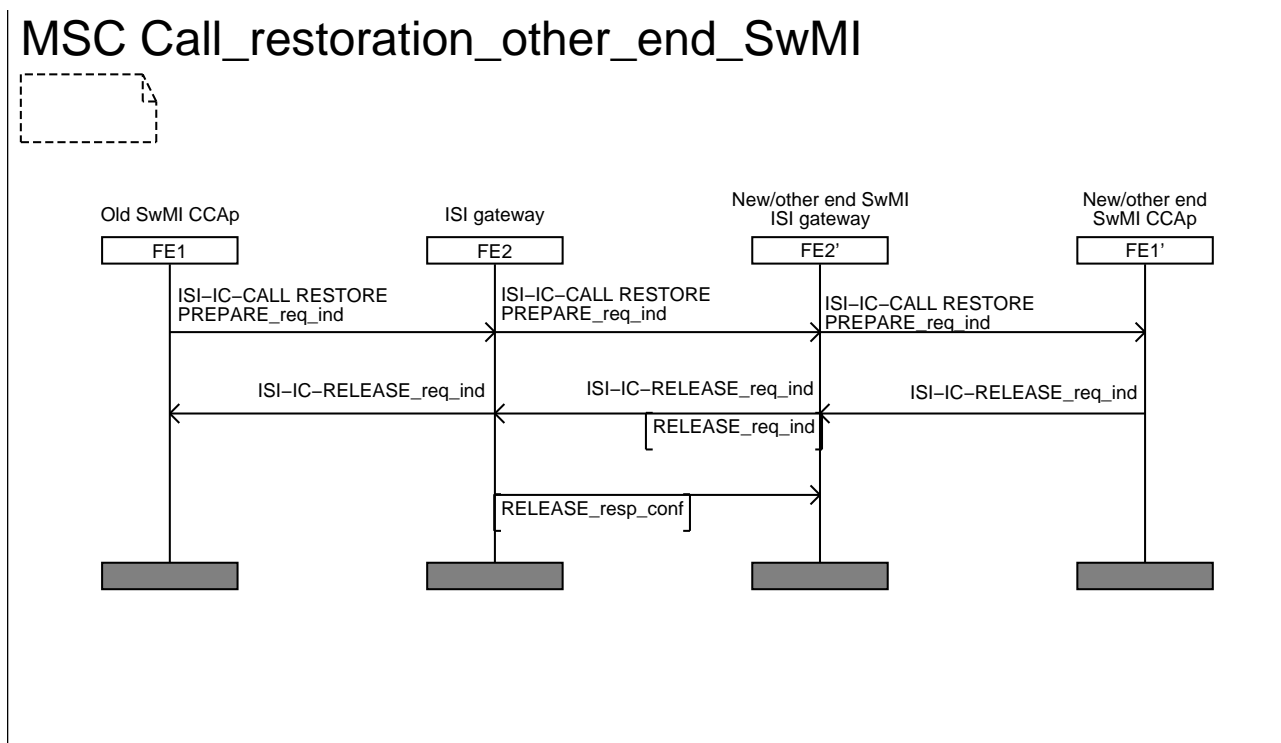 MSC Call_restoration_other_end_SwMI
Old SwMI CCAp
ISI gateway
New/other end SwMI
ISI gateway
New/other end
SwMI CCAp
FE1
FE2
FE2’
FE1’
ISI−IC−CALL RESTORE
PREPARE_req_ind
ISI−IC−CALL RESTORE
PREPARE_req_ind
ISI−IC−CALL RESTORE
PREPARE_req_ind
ISI−IC−RELEASE_req_ind
ISI−IC−RELEASE_req_ind
ISI−IC−RELEASE_req_ind
RELEASE_req_ind
RELEASE_resp_conf